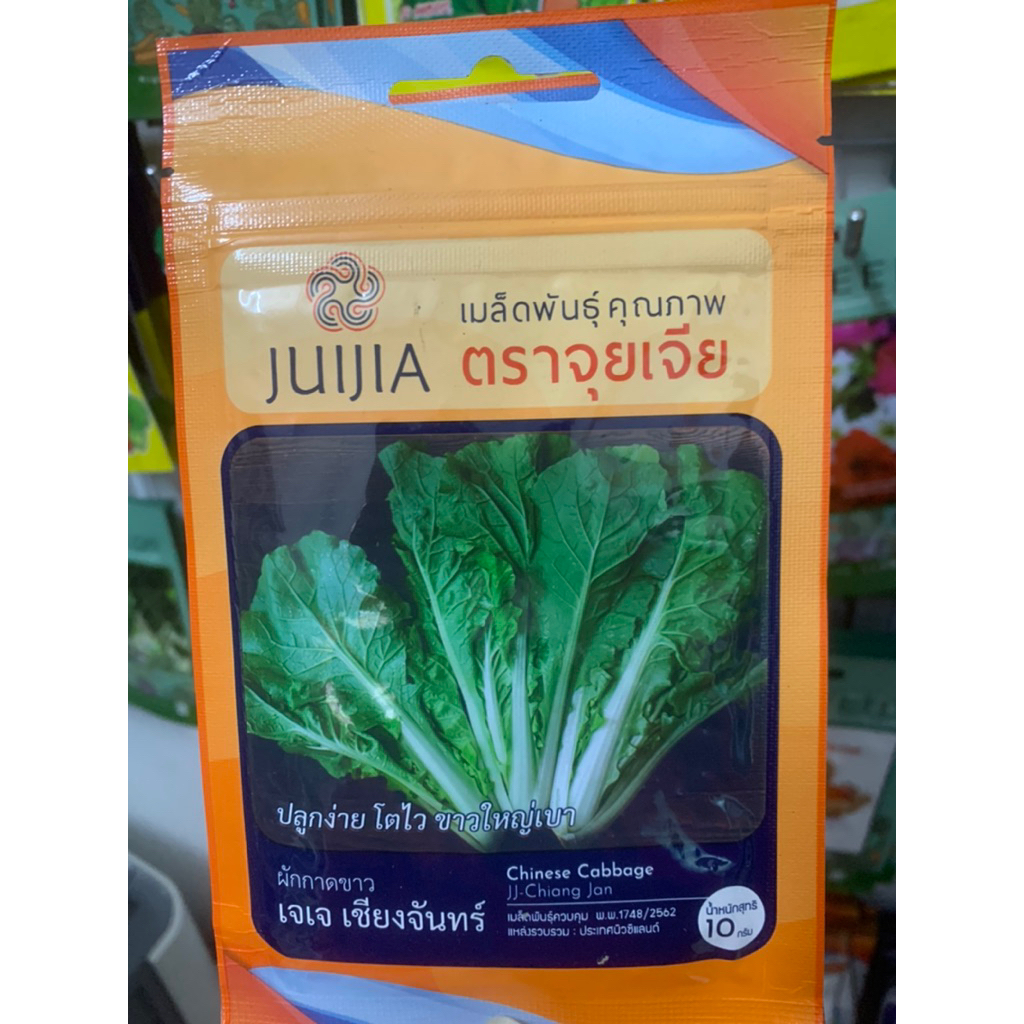 JUIJIA
เมล็ดพันธุ์ คุณภาพ
ตราจุยเจีย
ปลูกง่าย โตไว ขาวใหญ่เบา
ผักกาดขาว
เจเจ เชียงจันทร์
Chinese Cabbage
JJ-Chiang Jan
เมล็ดพันธุ์ควบคุม พ.พ.1748/2562
แหล่งรวบรวม : ประเทศนิวซีแลนด์
น้ำหนักสุทธิ
10 กรัม